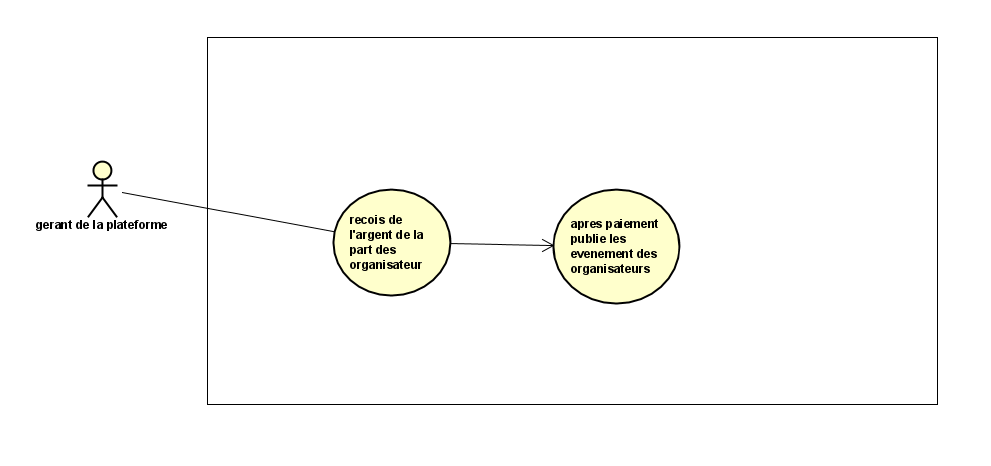 gerant de la plateforme
recois de
l'argent de la
part des
organisateur
apres paiement
publie les
evenement des
organisateurs